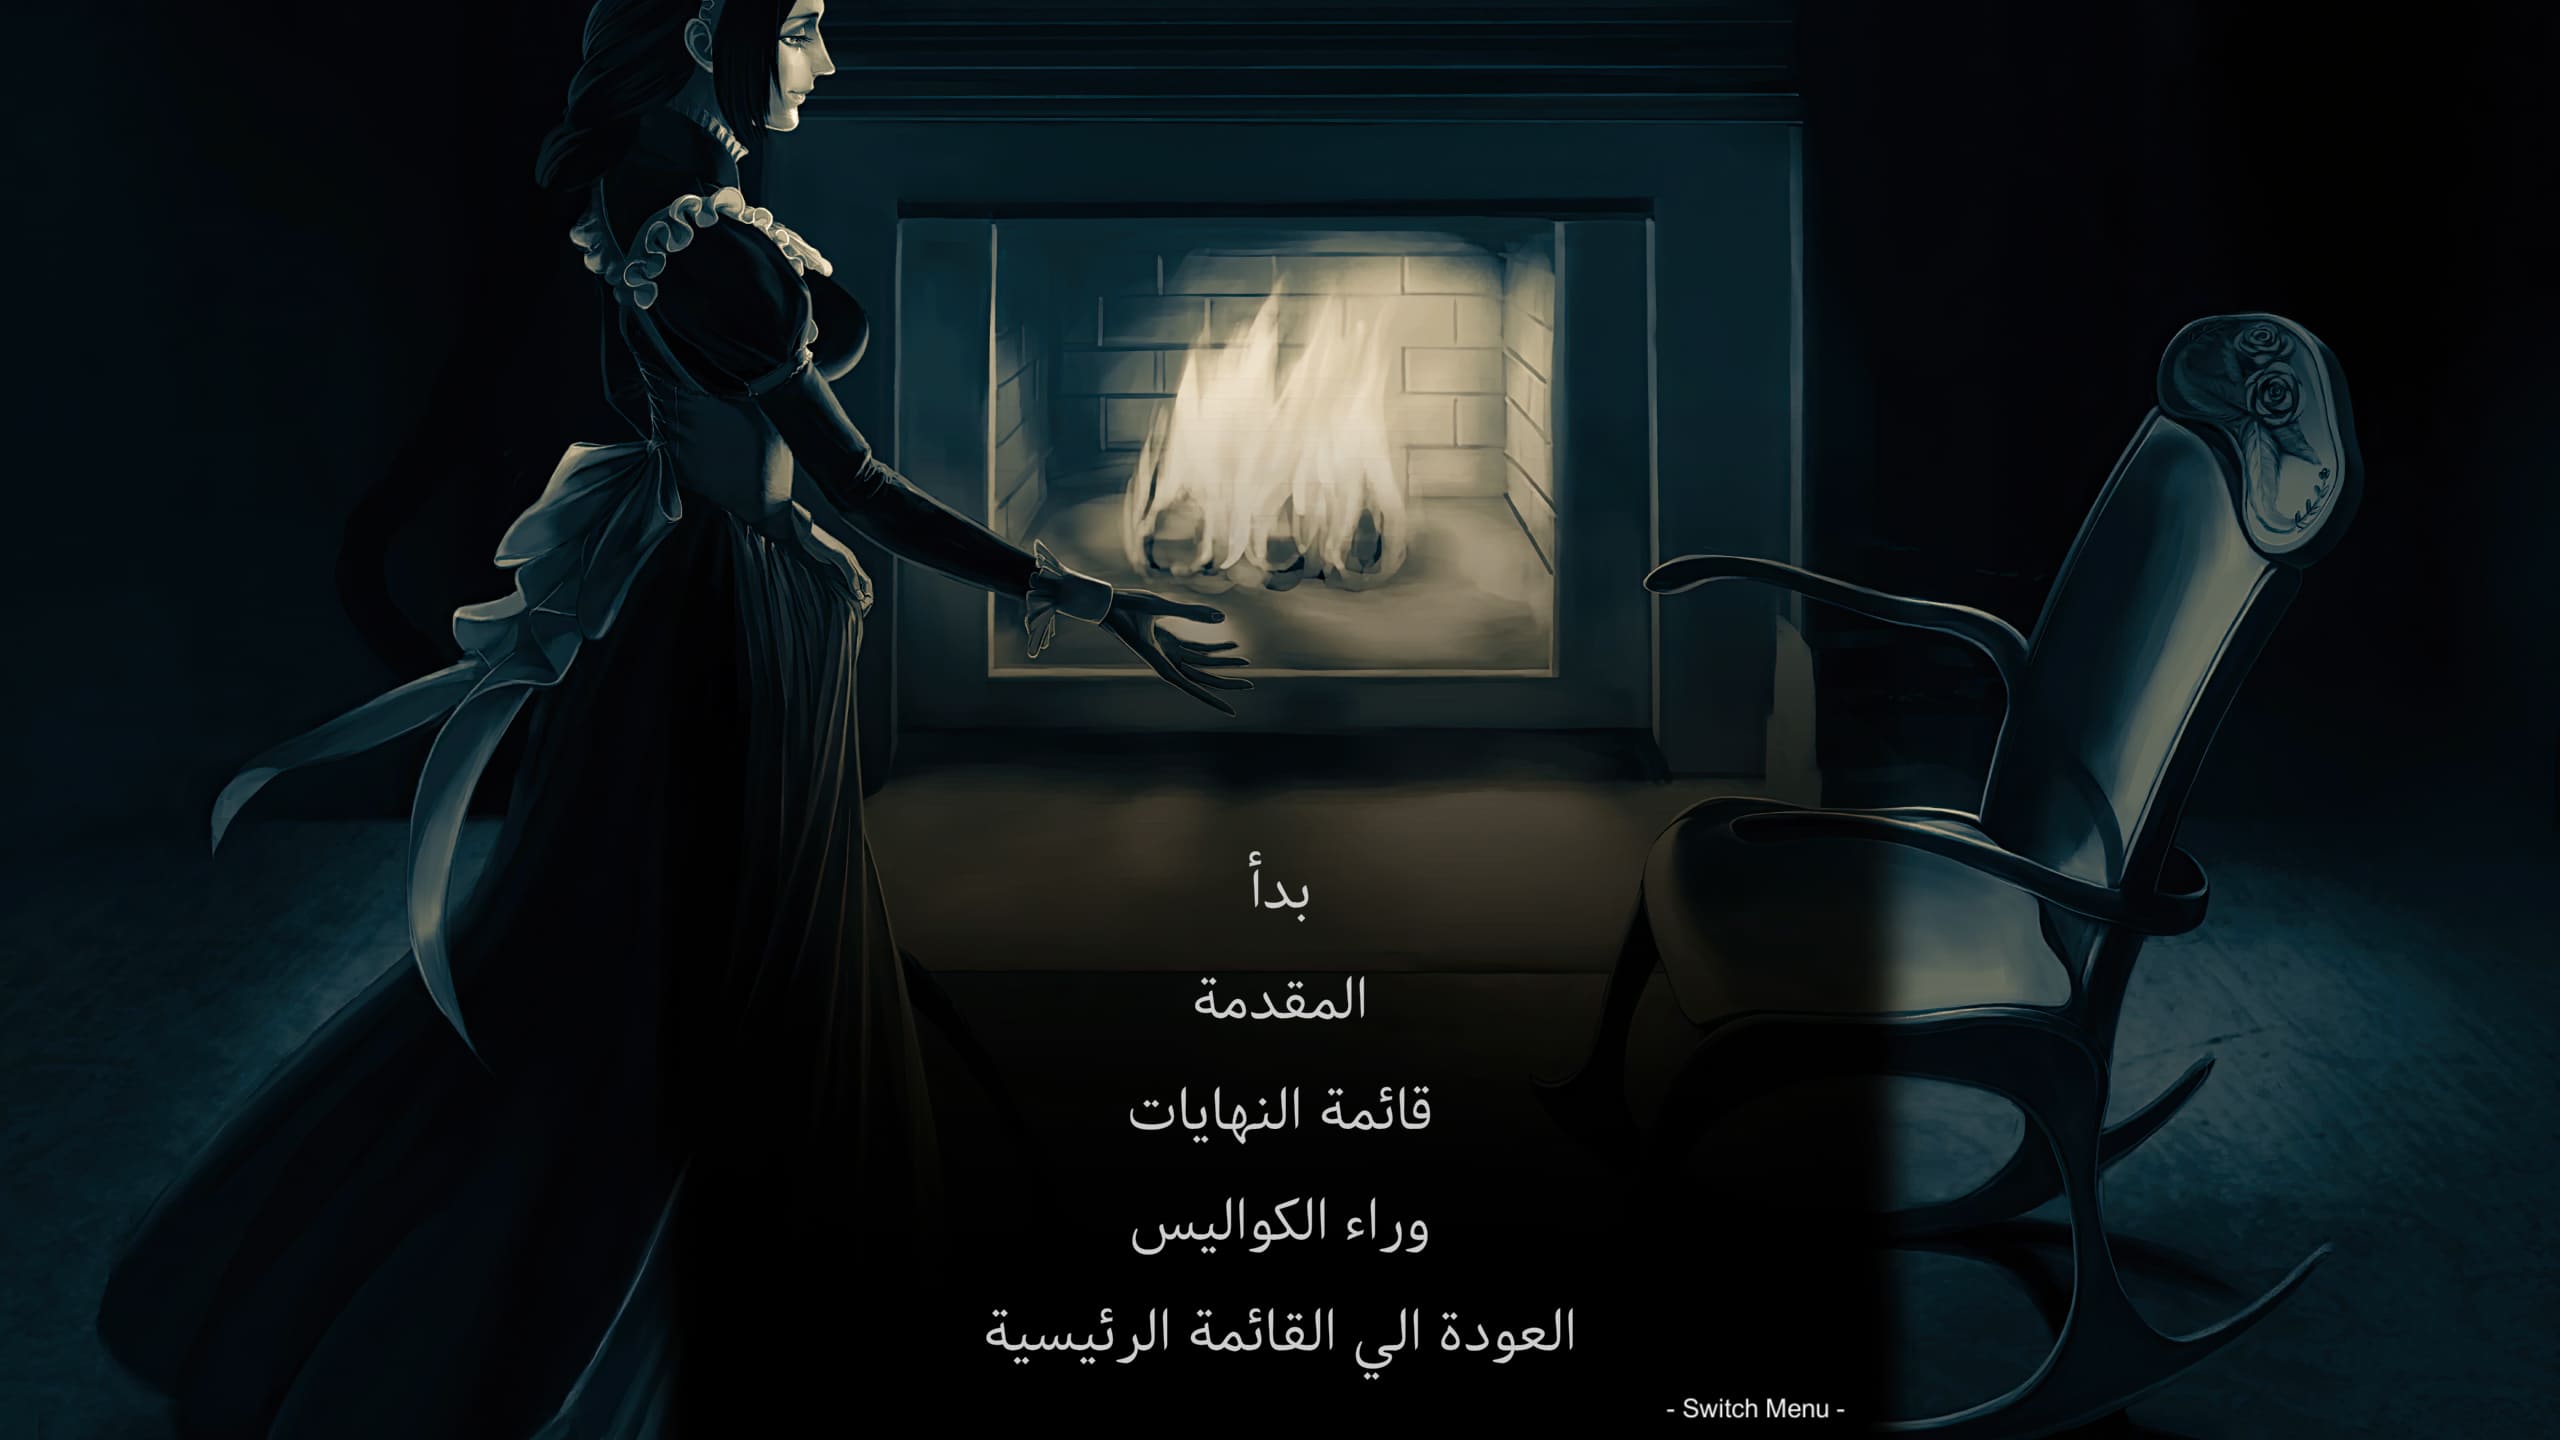 بدأ
المقدمة
قائمة النهايات
وراء الكواليس
العودة الي القائمة الرئيسية
- Switch Menu -